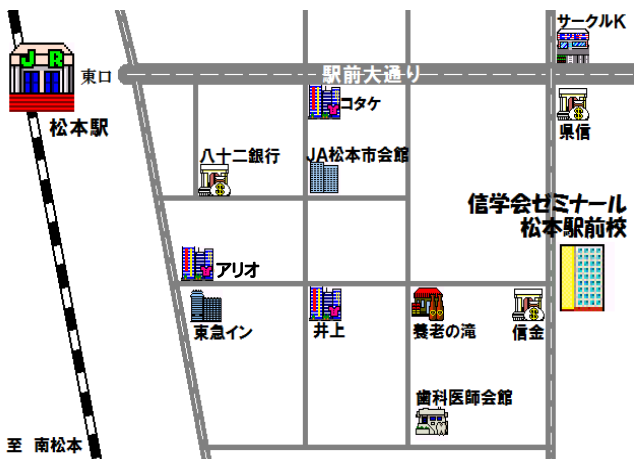 サークルK
JR
東口
駅前大通り
松本駅
コタケ
県信
八十二銀行
JA松本市会館
信学会ゼミナール
松本駅前校
アリオ
東急イン
井上
養老の滝
信金
歯科医師会館
至 南松本